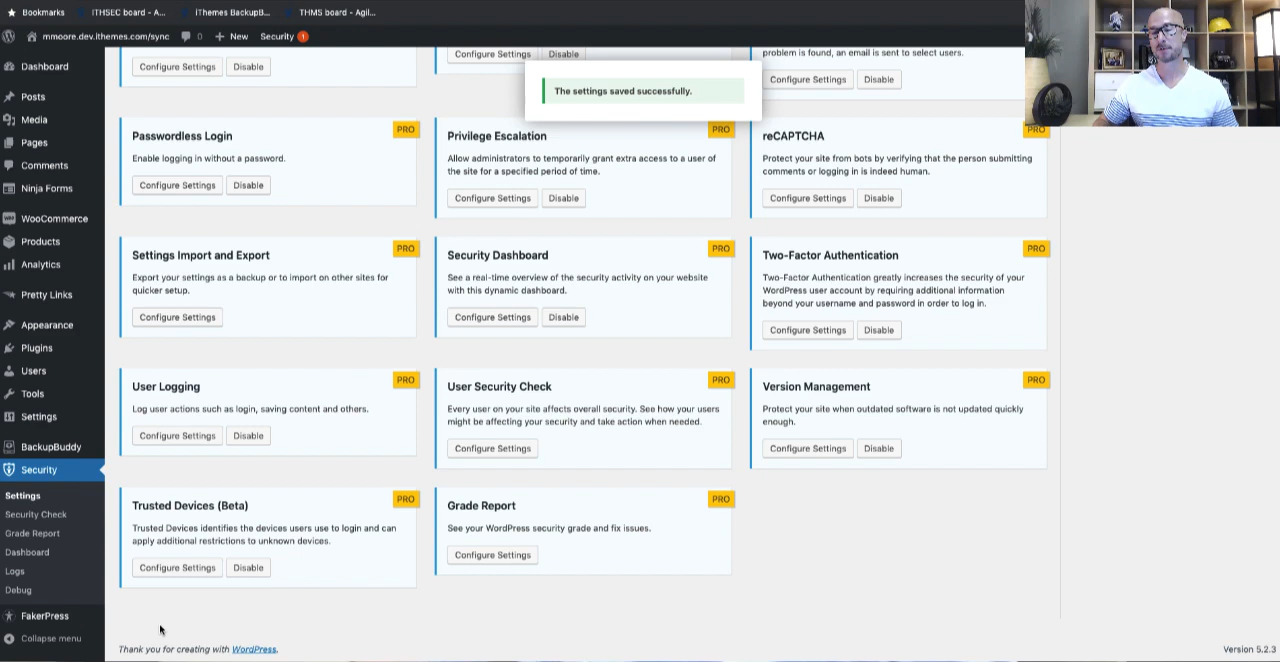 Bookmarks
ITHSEC board - A...
iThemes BackupB...
THMS board - Agil...
mmoore.dev.ithemes.com/sync
0
New
Security 1
Dashboard
Posts
Media
Pages
Comments
Ninja Forms
WooCommerce
Products
Analytics
Pretty Links
Appearance
Plugins
Users
Tools
Settings
BackupBuddy
Security
Settings
Security Check
Grade Report
Dashboard
Logs
Debug
FakerPress
Collapse menu
Configure Settings
Disable
Configure Settings
Disable
problem is found, an email is sent to select users.
Configure Settings
Disable
The settings saved successfully.
Passwordless Login
PRO
Enable logging in without a password.
Configure Settings
Disable
Privilege Escalation
PRO
Allow administrators to temporarily grant extra access to a user of
the site for a specified period of time.
Configure Settings
Disable
reCAPTCHA
PRO
Protect your site from bots by verifying that the person submitting
comments or logging in is indeed human.
Configure Settings
Disable
Settings Import and Export
PRO
Export your settings as a backup or to import on other sites for
quicker setup.
Configure Settings
Security Dashboard
PRO
See a real-time overview of the security activity on your website
with this dynamic dashboard.
Configure Settings
Disable
Two-Factor Authentication
PRO
Two-Factor Authentication greatly increases the security of your
WordPress user account by requiring additional information
beyond your username and password in order to log in.
Configure Settings
Disable
User Logging
PRO
Log user actions such as login, saving content and others.
Configure Settings
Disable
User Security Check
PRO
Every user on your site affects overall security. See how your users
might be affecting your security and take action when needed.
Configure Settings
Version Management
PRO
Protect your site when outdated software is not updated quickly
enough.
Configure Settings
Disable
Trusted Devices (Beta)
PRO
Trusted Devices identifies the devices users use to login and can
apply additional restrictions to unknown devices.
Configure Settings
Disable
Grade Report
PRO
See your WordPress security grade and fix issues.
Configure Settings
Thank you for creating with WordPress.
Version 5.2.3